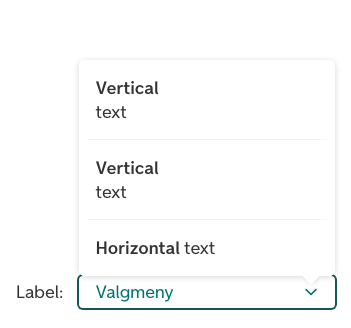 Vertical
text
Vertical
text
Horizontal text
Label: Valgmeny